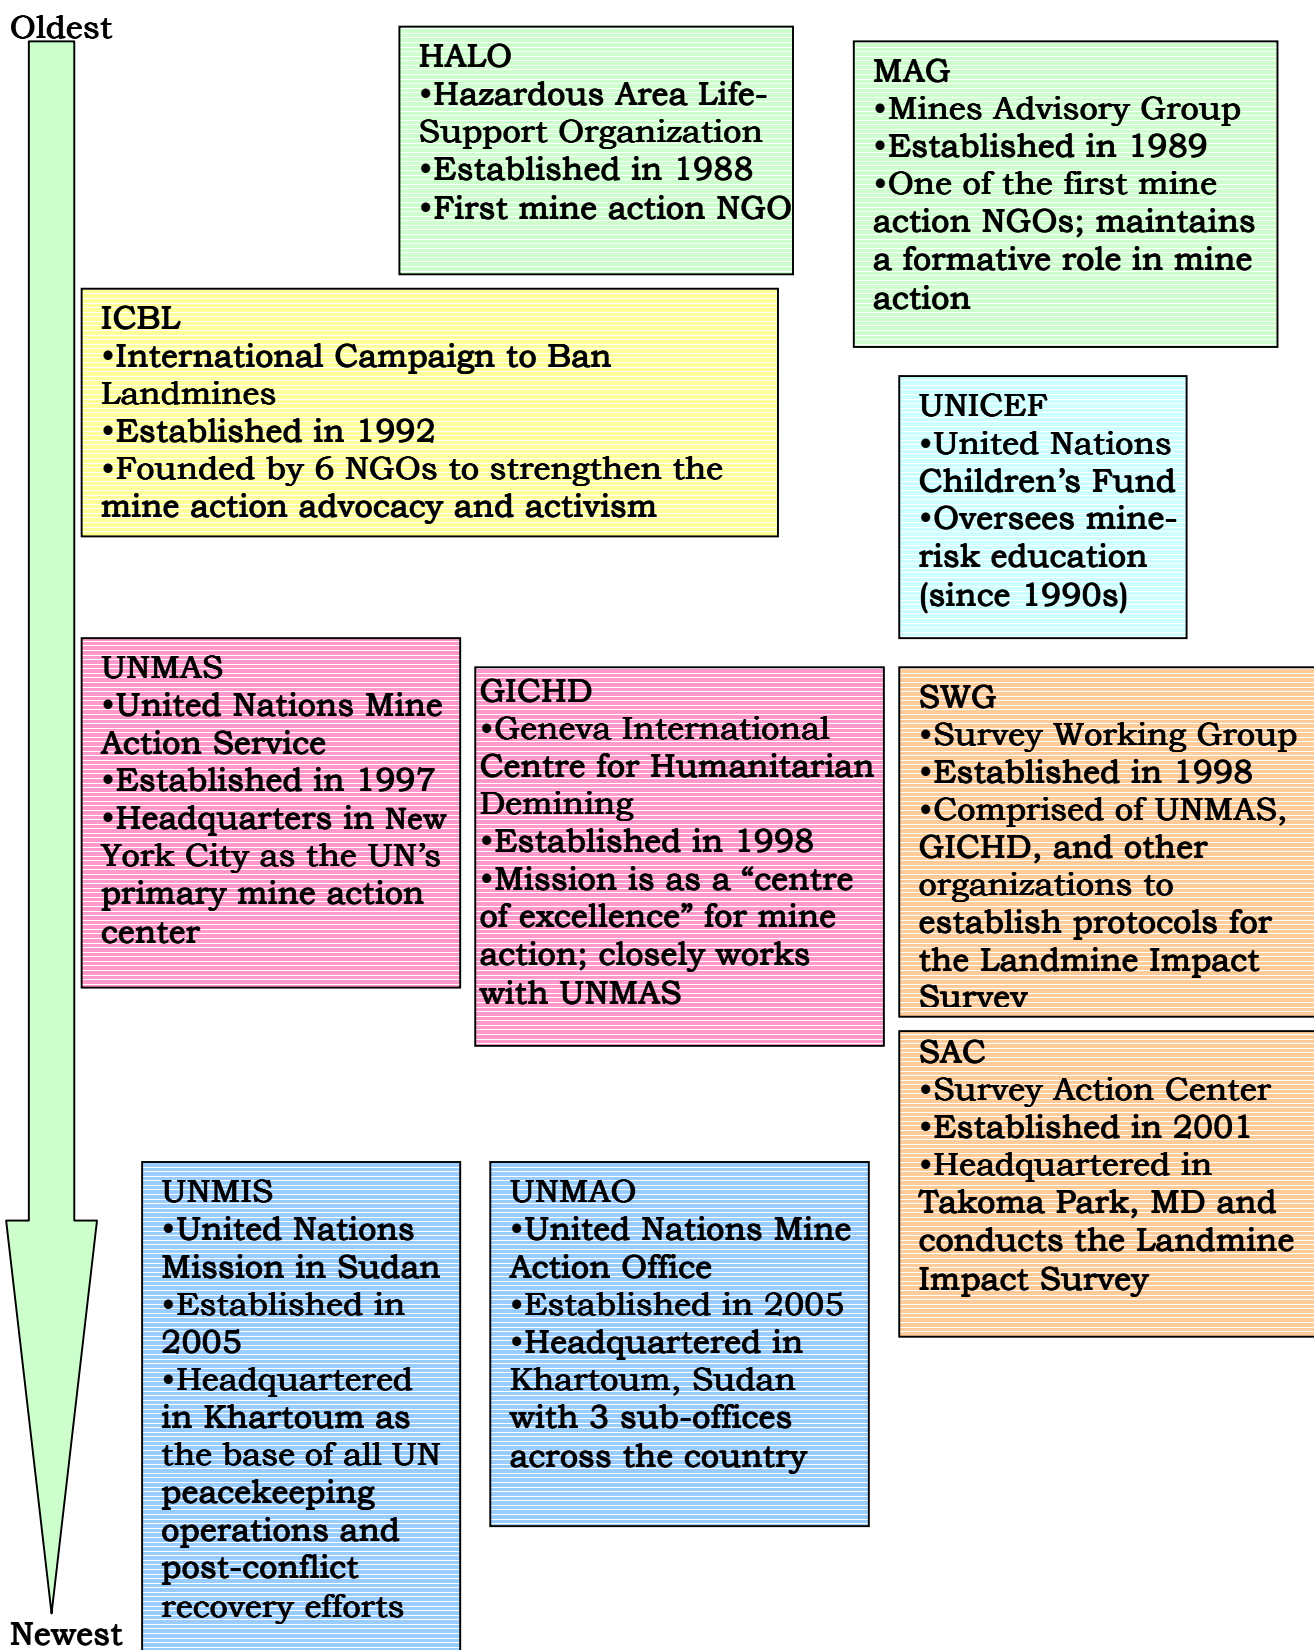 Oldest
HALO
•Hazardous Area Life-
Support Organization
•Established in 1988
•First mine action NGO
MAG
•Mines Advisory Group
•Established in 1989
•One of the first mine
action NGOs; maintains
a formative role in mine
action
ICBL
•International Campaign to Ban
Landmines
•Established in 1992
•Founded by 6 NGOs to strengthen the
mine action advocacy and activism
UNICEF
•United Nations
Children’s Fund
•Oversees mine-
risk education
(since 1990s)
UNMAS
•United Nations Mine
Action Service
•Established in 1997
•Headquarters in New
York City as the UN’s
primary mine action
center
GICHD
•Geneva International
Centre for Humanitarian
Demining
•Established in 1998
•Mission is as a “centre
of excellence” for mine
action; closely works
with UNMAS
SWG
•Survey Working Group
•Established in 1998
•Comprised of UNMAS,
GICHD, and other
organizations to
establish protocols for
the Landmine Impact
Survey
SAC
•Survey Action Center
•Established in 2001
•Headquartered in
Takoma Park, MD and
conducts the Landmine
Impact Survey
UNMIS
•United Nations
Mission in Sudan
•Established in
2005
•Headquartered
in Khartoum as
the base of all UN
peacekeeping
operations and
post-conflict
recovery efforts
UNMAO
•United Nations Mine
Action Office
•Established in 2005
•Headquartered in
Khartoum, Sudan
with 3 sub-offices
across the country
Newest